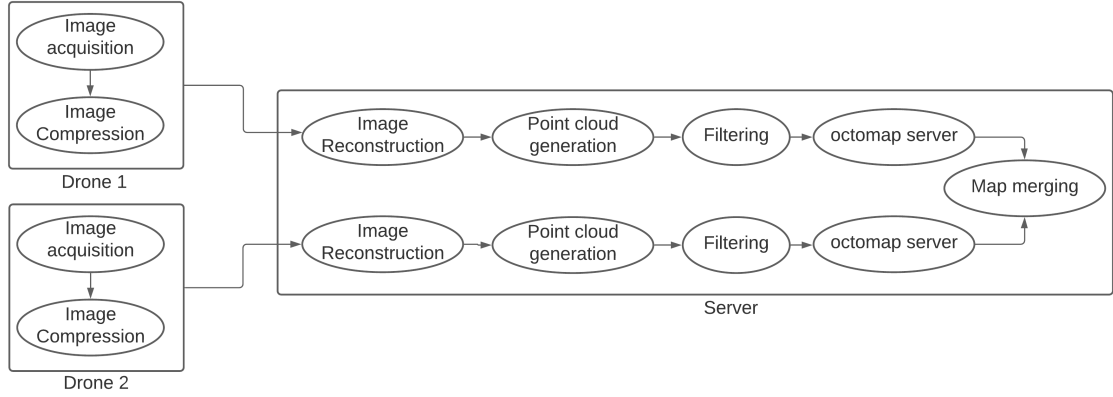 Image
acquisition
Image
Compression
Drone 1
Image
acquisition
Image
Compression
Drone 2
Image
Reconstruction
Point cloud
generation
Filtering
octomap server
Map merging
Image
Reconstruction
Point cloud
generation
Filtering
octomap server
Server